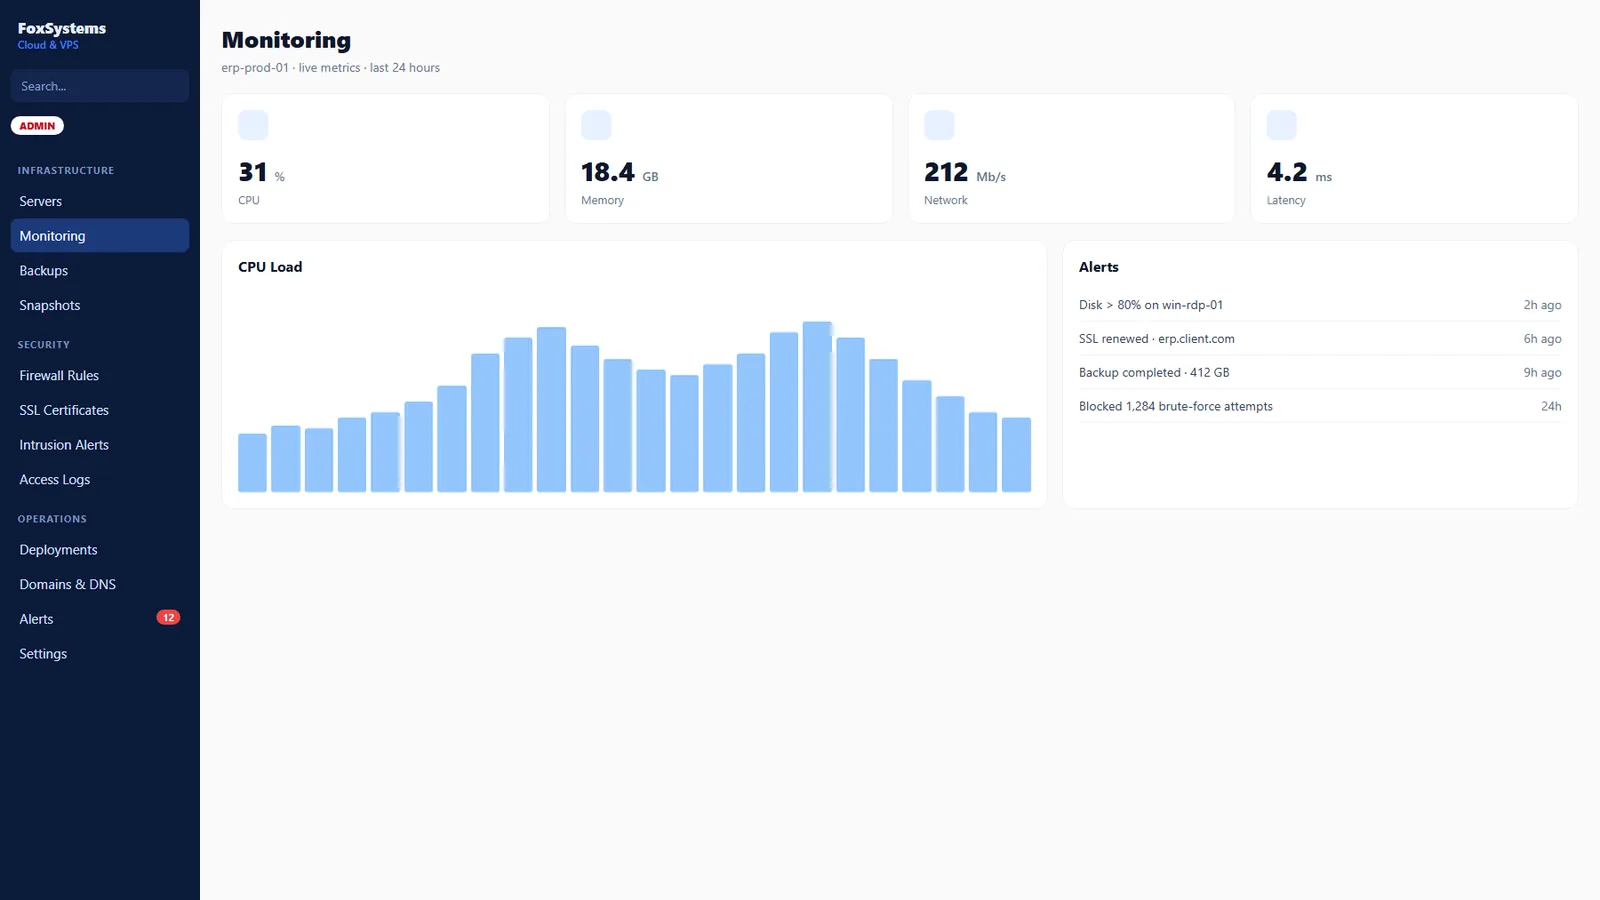 FoxSystems
Cloud & VPS
Search...
ADMIN
INFRASTRUCTURE
Servers
Monitoring
Backups
Snapshots
SECURITY
Firewall Rules
SSL Certificates
Intrusion Alerts
Access Logs
OPERATIONS
Deployments
Domains & DNS
Alerts 12
Settings
Monitoring
erp-prod-01 · live metrics · last 24 hours
31 %
CPU
18.4 GB
Memory
212 Mb/s
Network
4.2 ms
Latency
CPU Load
Alerts
Disk > 80% on win-rdp-01 2h ago
SSL renewed · erp.client.com 6h ago
Backup completed · 412 GB 9h ago
Blocked 1,284 brute-force attempts 24h